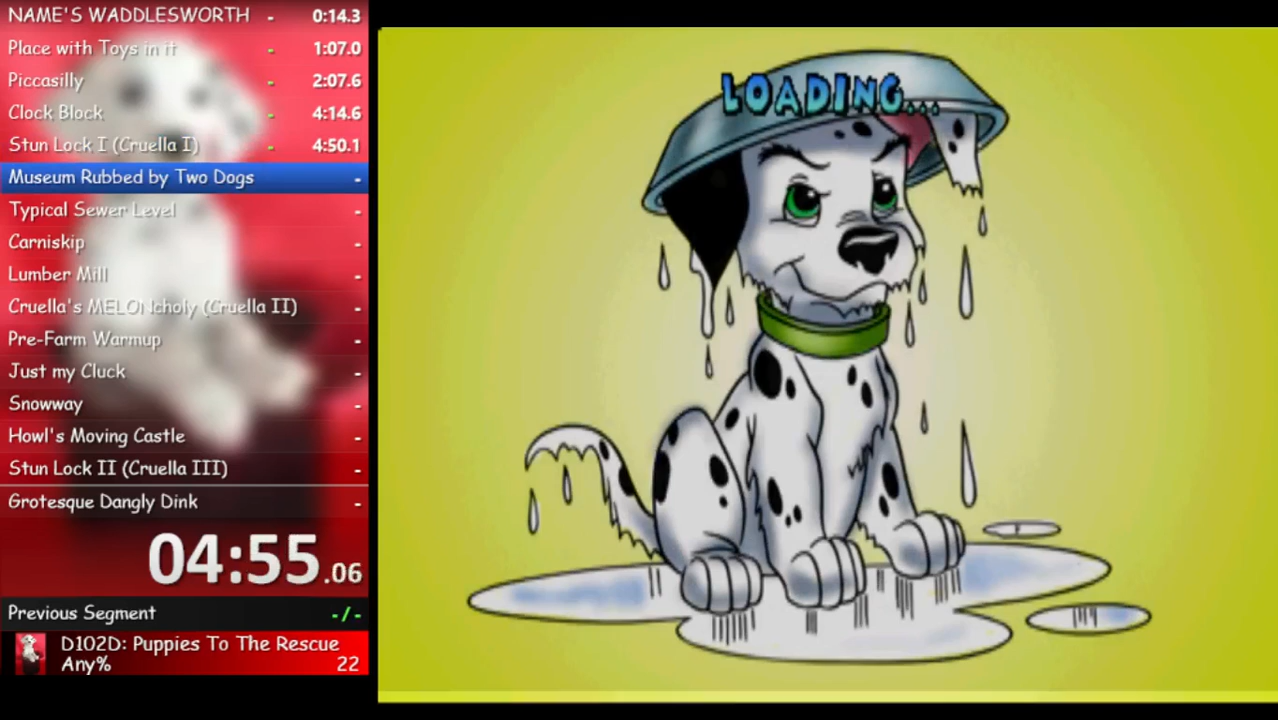 NAME'S WADDLESWORTH - 0:14.3
Place with Toys in it - 1:07.0
Piccasilly - 2:07.6
Clock Block - 4:14.6
Stun Lock I (Cruella I) - 4:50.1
Museum Rubbed by Two Dogs -
Typical Sewer Level -
Carniskip -
Lumber Mill -
Cruella's MELONcholy (Cruella II) -
Pre-Farm Warmup -
Just my Cluck -
Snowway -
Howl's Moving Castle -
Stun Lock II (Cruella III) -
Grotesque Dangly Dink -
04:55.06
Previous Segment -/-
D102D: Puppies To The Rescue
Any% 22
LOADING...